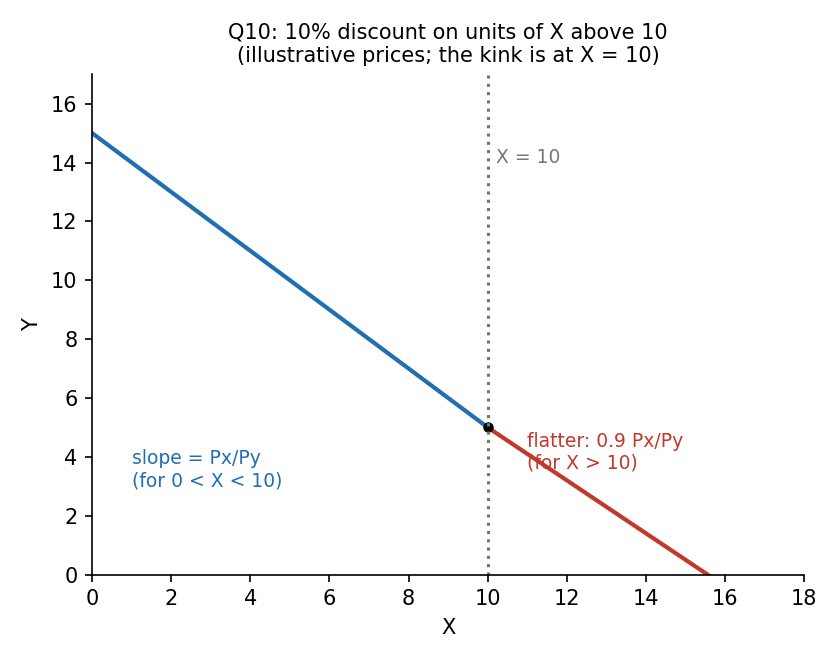 Q10: 10% discount on units of X above 10
(illustrative prices; the kink is at X = 10)
16
14
12
10
8
6
4
2
0
Y
X = 10
slope = Px/Py
(for 0 < X < 10)
flatter: 0.9 Px/Py
(for X > 10)
0 2 4 6 8 10 12 14 16 18
X